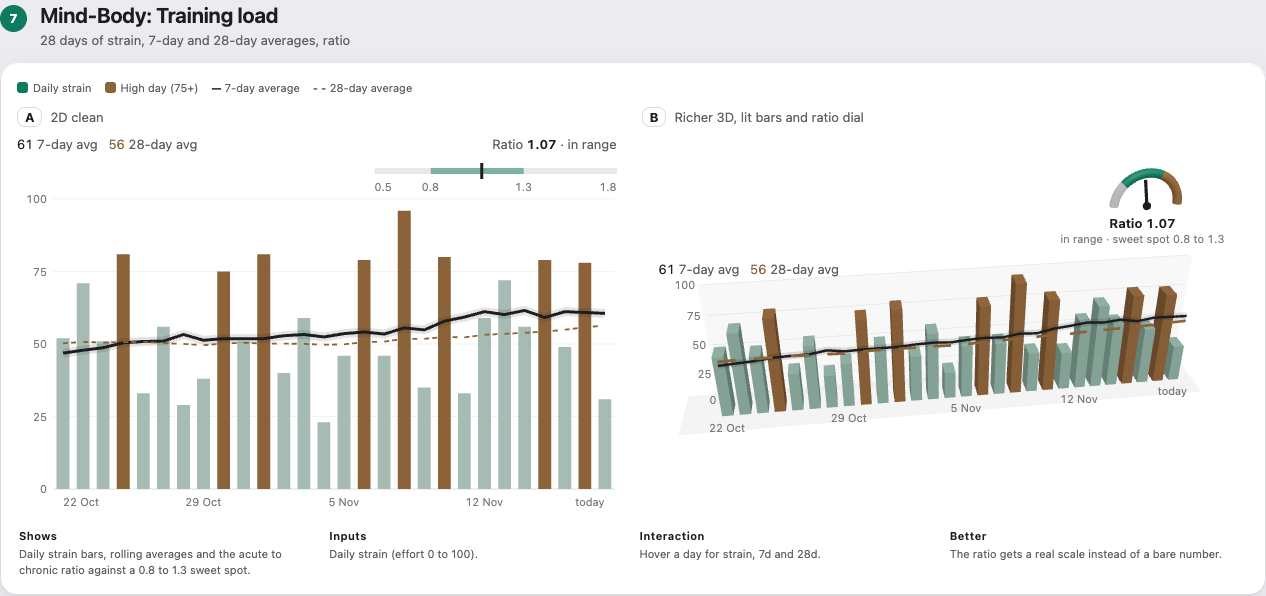 7
Mind-Body: Training load
28 days of strain, 7-day and 28-day averages, ratio
Daily strain High day (75+) 7-day average 28-day average
A 2D clean
61 7-day avg 56 28-day avg
Ratio 1.07 · in range
0.5 0.8 1.3 1.8
100
75
50
25
0
22 Oct 29 Oct 5 Nov 12 Nov today
B Richer 3D, lit bars and ratio dial
Ratio 1.07
in range · sweet spot 0.8 to 1.3
61 7-day avg 56 28-day avg
100
75
50
25
0
22 Oct 29 Oct 5 Nov 12 Nov today
Shows
Daily strain bars, rolling averages and the acute to
chronic ratio against a 0.8 to 1.3 sweet spot.
Inputs
Daily strain (effort 0 to 100).
Interaction
Hover a day for strain, 7d and 28d.
Better
The ratio gets a real scale instead of a bare number.